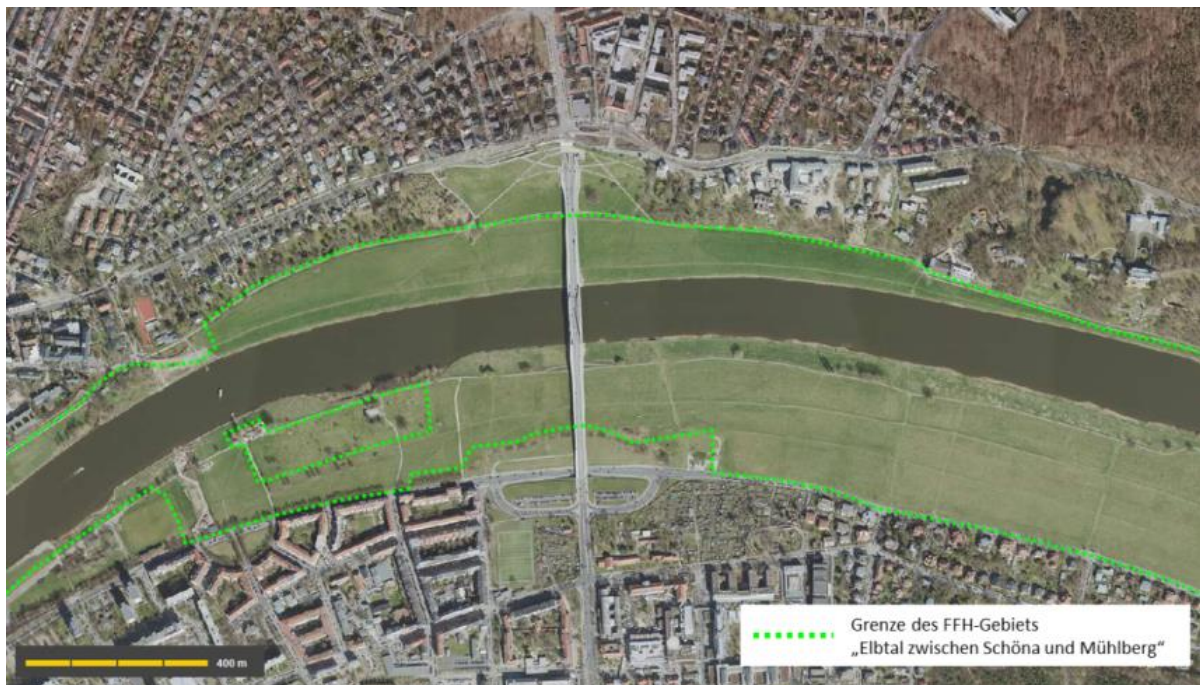 400 m
Grenze des FFH-Gebiets
„Elbtal zwischen Schöna und Mühlberg“